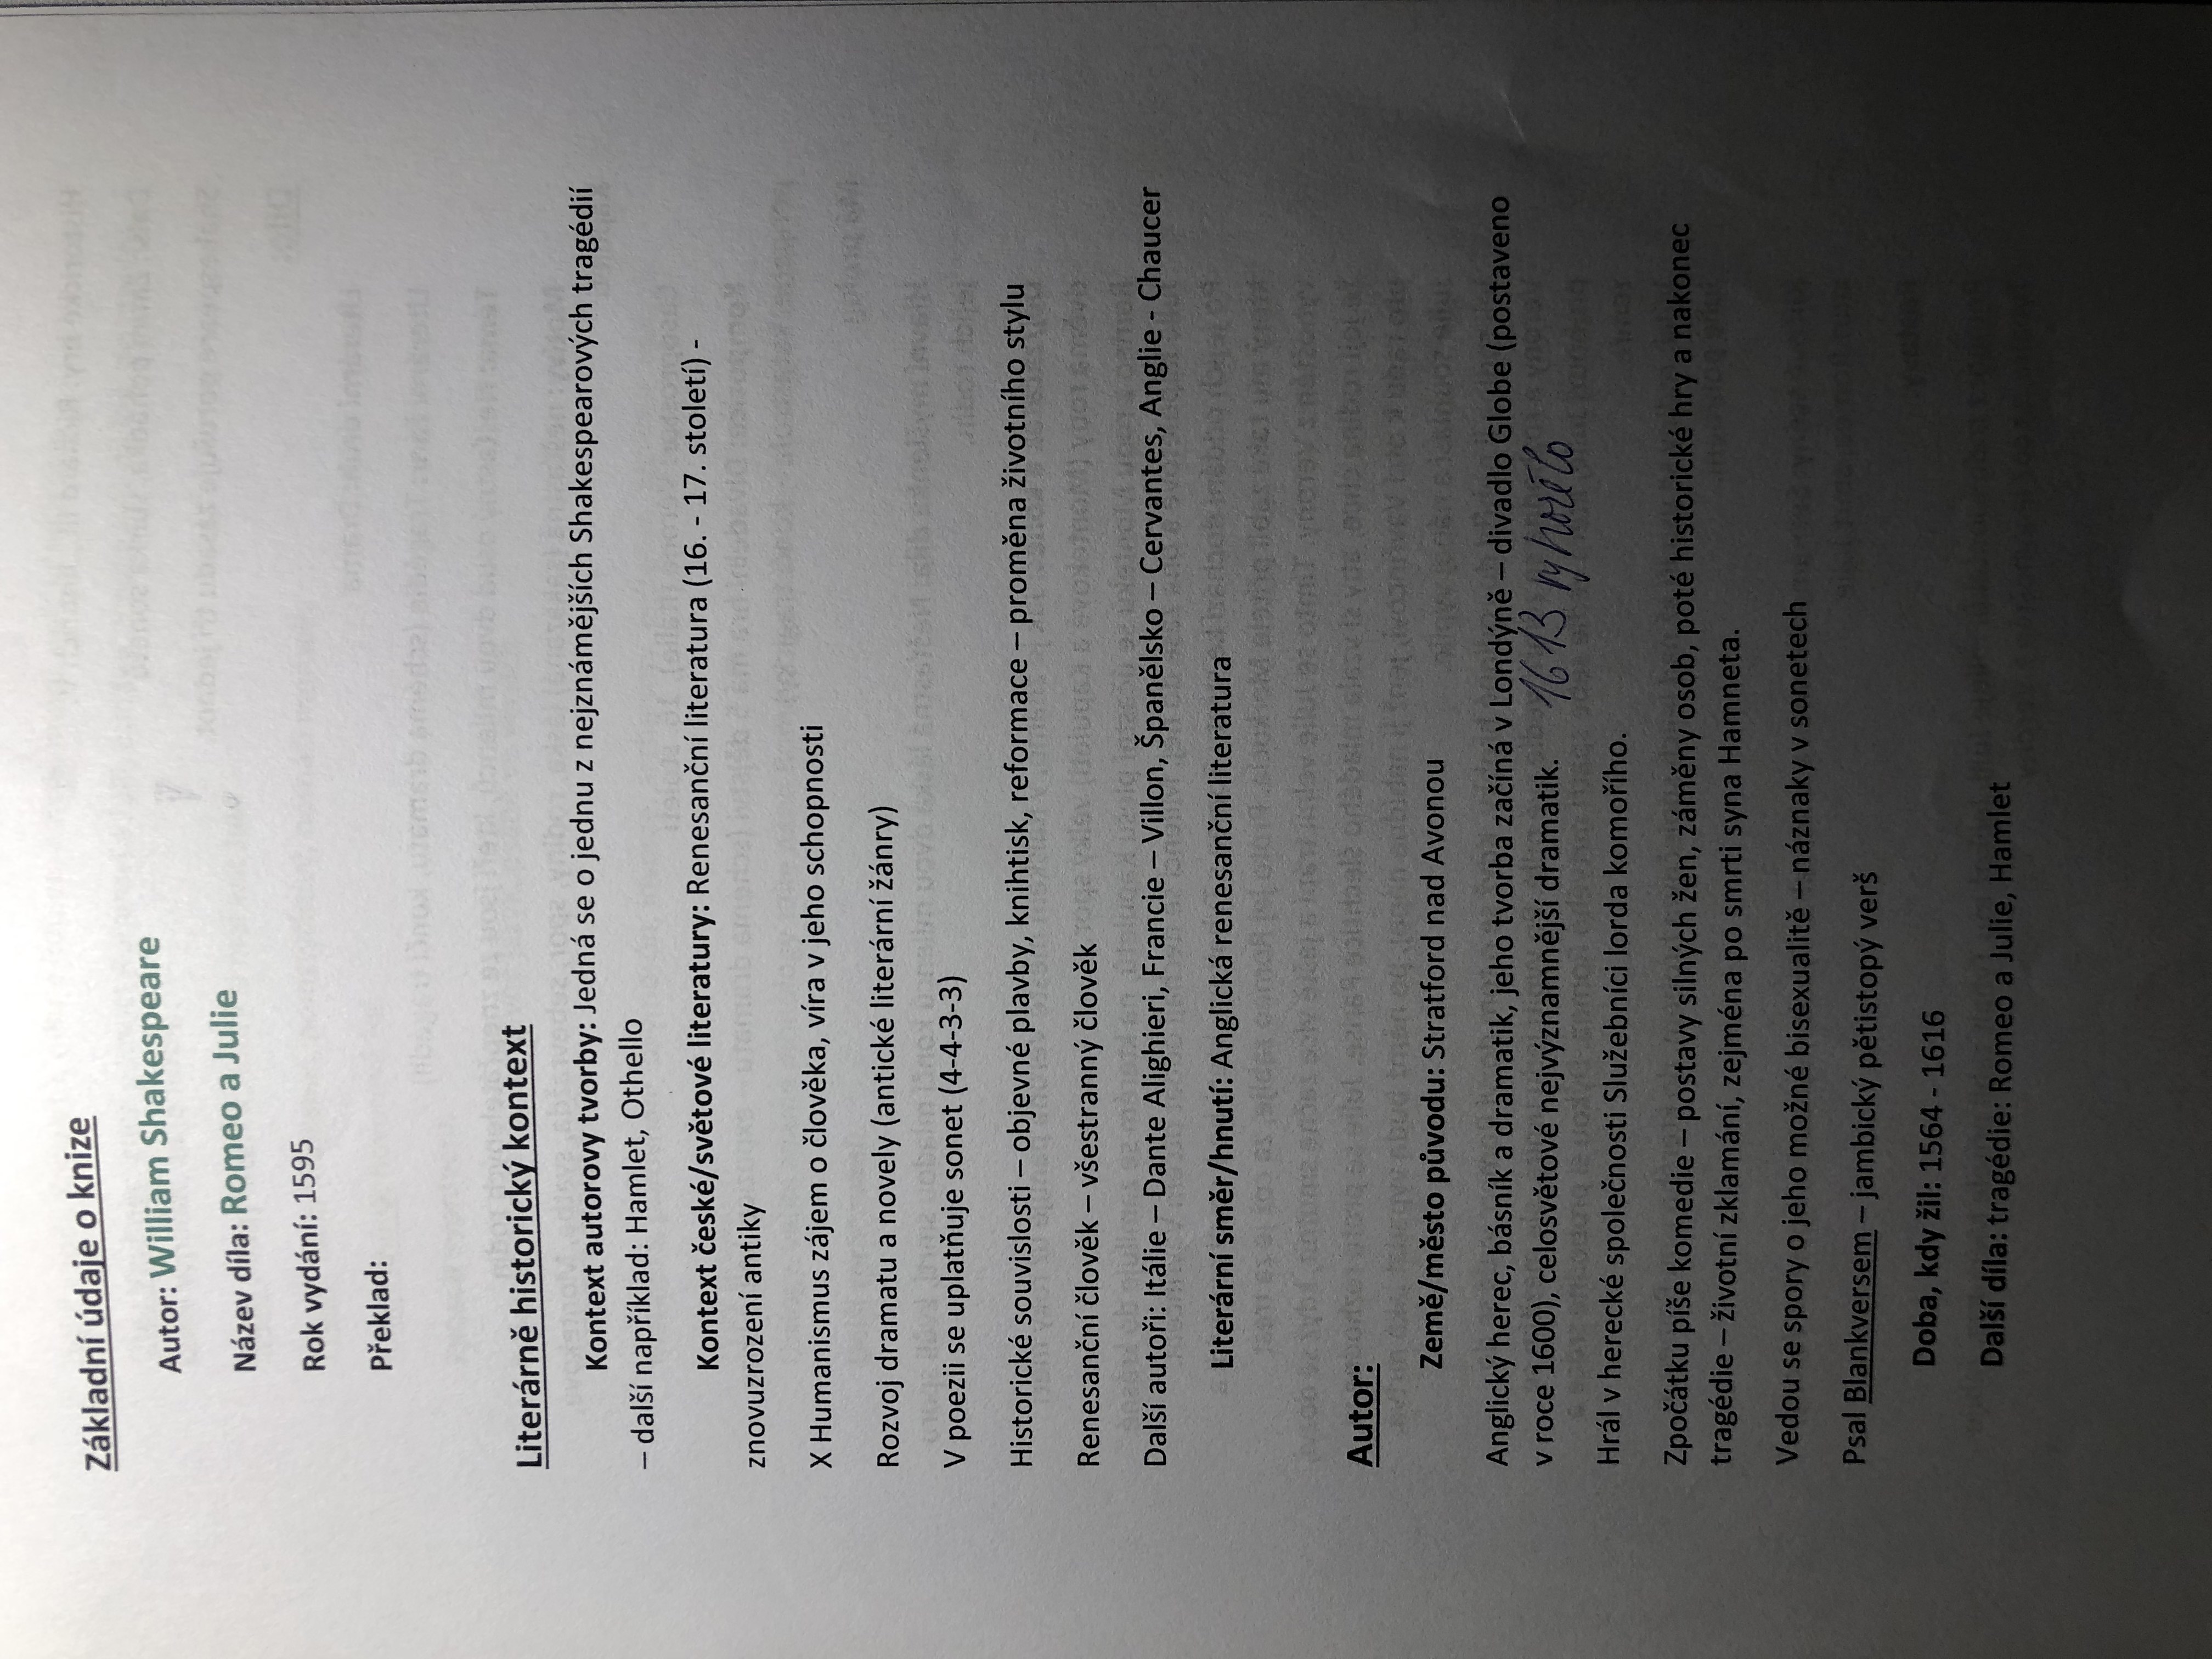 Základní údaje o knize
Autor: William Shakespeare
Název díla: Romeo a Julie
Rok vydání: 1595
Překlad:
Literárně historický kontext
Kontext autorovy tvorby: Jedná se o jednu z nejznámějších Shakespearových tragédií
– další například: Hamlet, Othello
Kontext české/světové literatury: Renesanční literatura (16. - 17. století) -
znovuzrození antiky
X Humanismus zájem o člověka, víra v jeho schopnosti
Rozvoj dramatu a novely (antické literární žánry)
V poezii se uplatňuje sonet (4-4-3-3)
Historické souvislosti – objevné plavby, knihtisk, reformace – proměna životního stylu
Renesanční člověk – všestranný člověk
Další autoři: Itálie – Dante Alighieri, Francie – Villon, Španělsko – Cervantes, Anglie - Chaucer
Literární směr/hnutí: Anglická renesanční literatura
Autor:
Země/město původu: Stratford nad Avonou
Anglický herec, básník a dramatik, jeho tvorba začíná v Londýně – divadlo Globe (postaveno
v roce 1600), celosvětové nejvýznamnější dramatik. 1613 vyhořělo
Hrál v herecké společnosti Služebníci lorda komořího.
Zpočátku píše komedie – postavy silných žen, záměny osob, poté historické hry a nakonec
tragédie – životní zklamání, zejména po smrti syna Hamneta.
Vedou se spory o jeho možné bisexualitě – náznaky v sonetech
Psal Blankversem – jambický pětistopý verš
Doba, kdy žil: 1564 - 1616
Další díla: tragédie: Romeo a Julie, Hamlet